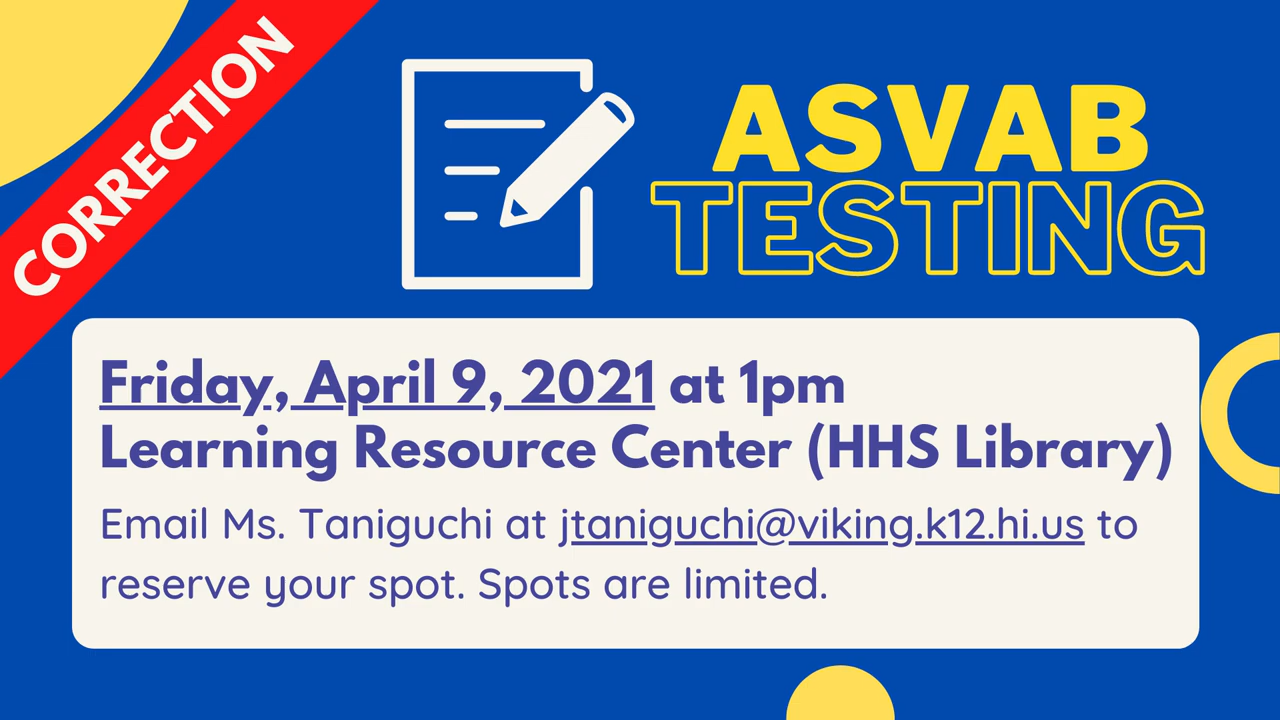 CORRECTION
ASVAB
TESTING
Friday, April 9, 2021 at 1pm
Learning Resource Center (HHS Library)
Email Ms. Taniguchi at jtaniguchi@viking.k12.hi.us to
reserve your spot. Spots are limited.